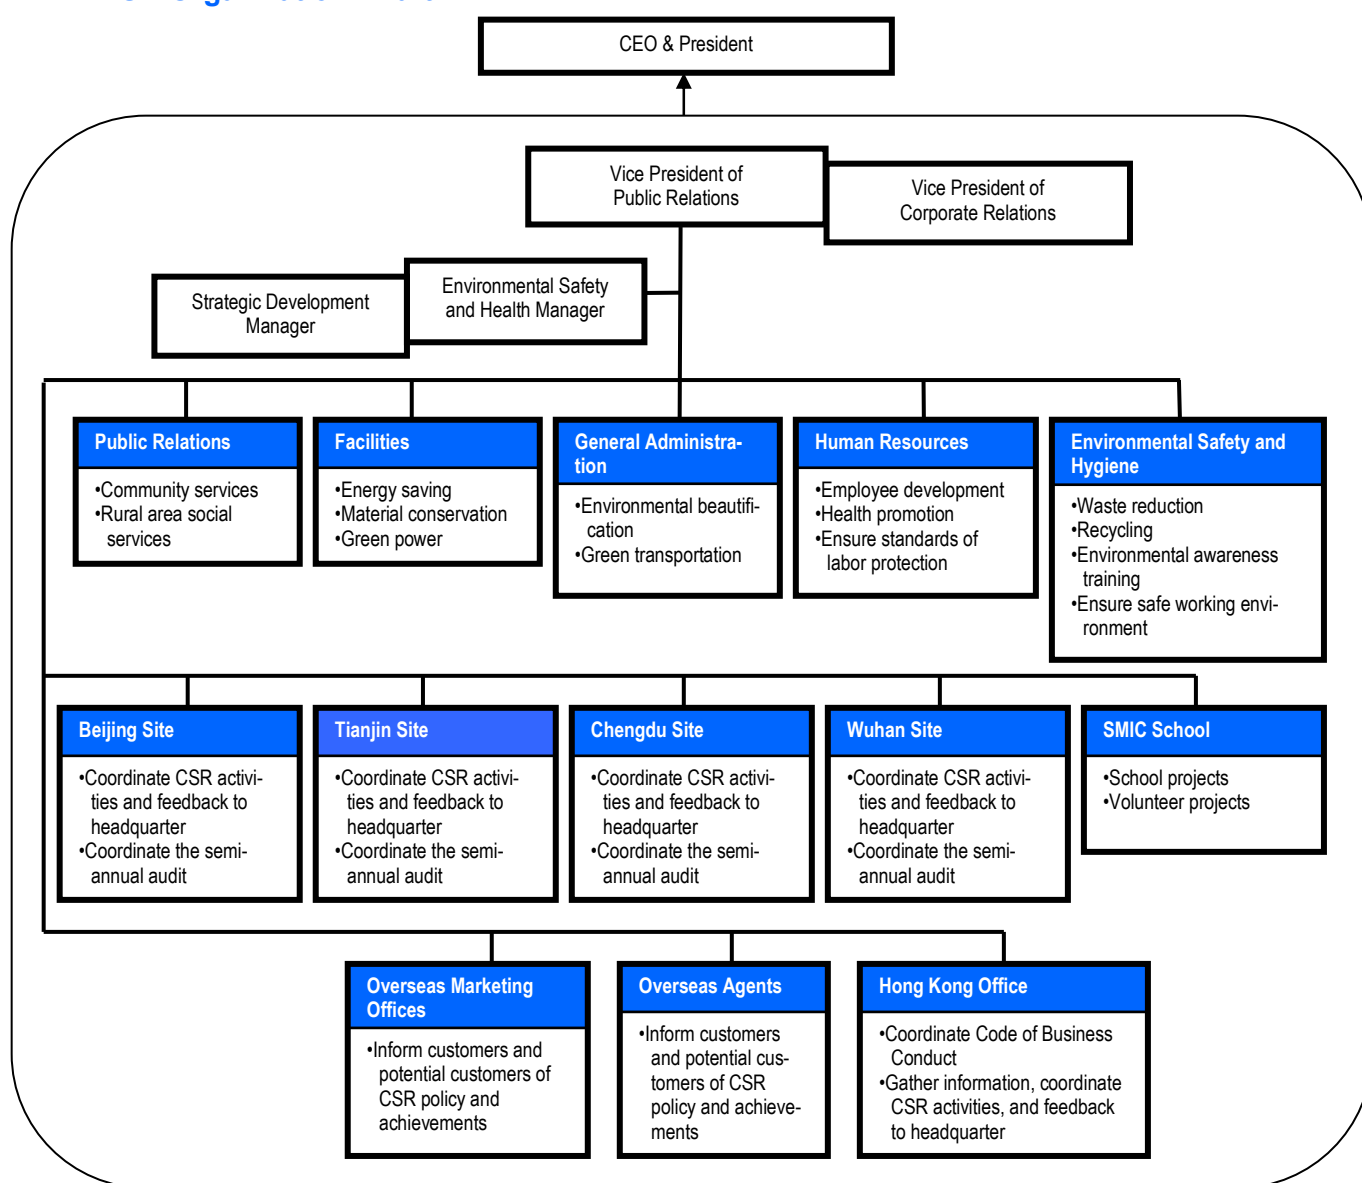 CEO & President
Vice President of
Public Relations
Vice President of
Corporate Relations
Environmental Safety
and Health Manager
Strategic Development
Manager
Public Relations
•Community services
•Rural area social
services
Facilities
•Energy saving
•Material conservation
•Green power
General Administra-
tion
•Environmental beautifi-
cation
•Green transportation
Human Resources
•Employee development
•Health promotion
•Ensure standards of
labor protection
Environmental Safety and
Hygiene
•Waste reduction
•Recycling
•Environmental awareness
training
•Ensure safe working envi-
ronment
Beijing Site
•Coordinate CSR activi-
ties and feedback to
headquarter
•Coordinate the semi-
annual audit
Tianjin Site
•Coordinate CSR activi-
ties and feedback to
headquarter
•Coordinate the semi-
annual audit
Chengdu Site
•Coordinate CSR activi-
ties and feedback to
headquarter
•Coordinate the semi-
annual audit
Wuhan Site
•Coordinate CSR activi-
ties and feedback to
headquarter
•Coordinate the semi-
annual audit
SMIC School
•School projects
•Volunteer projects
Overseas Marketing
Offices
•Inform customers and
potential customers of
CSR policy and
achievements
Overseas Agents
•Inform customers
and potential cus-
tomers of CSR
policy and achieve-
ments
Hong Kong Office
•Coordinate Code of Business
Conduct
•Gather information, coordinate
CSR activities, and feedback
to headquarter